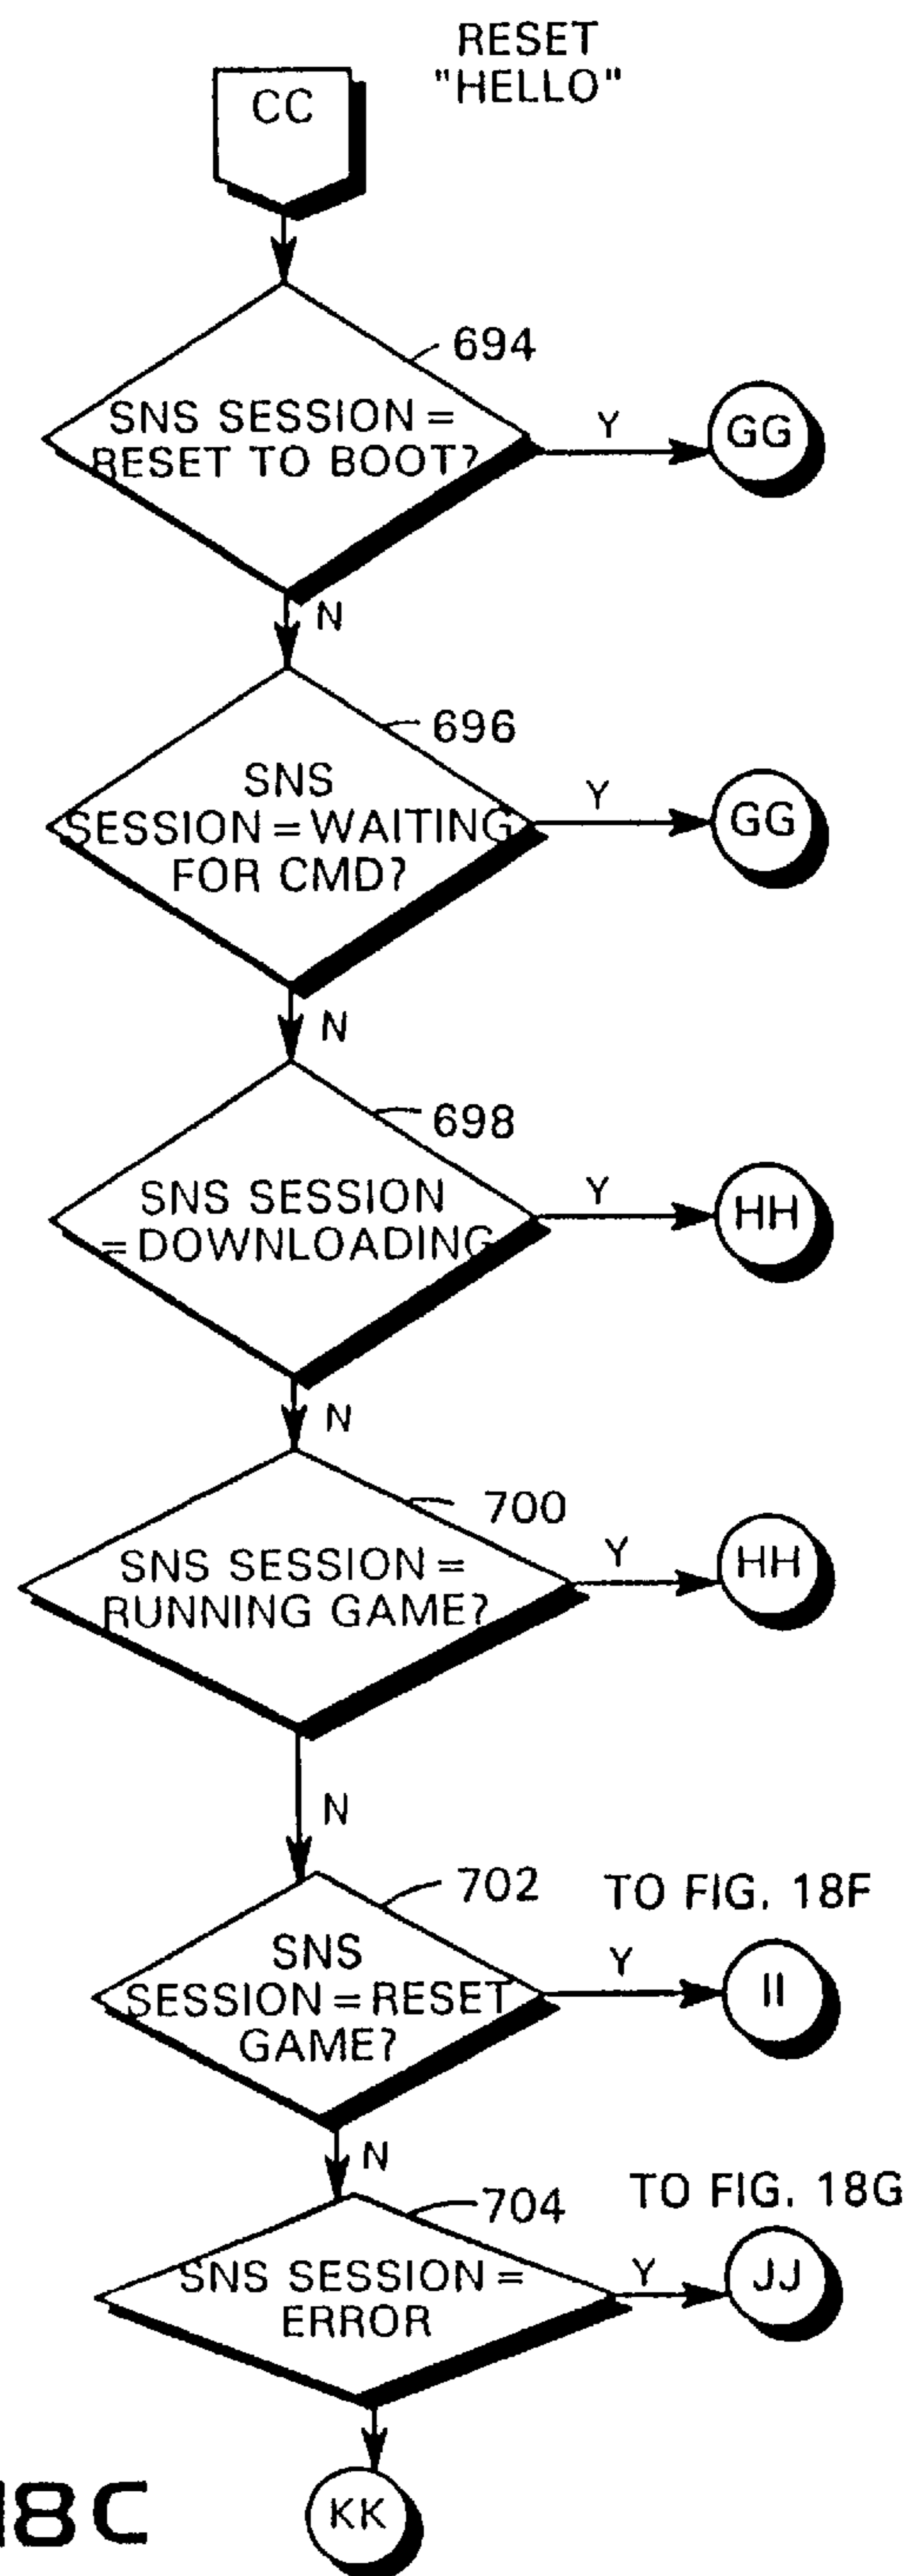 RESET
"HELLO"
CC
694
SNS SESSION =
RESET TO BOOT?
Y
GG
N
696
SNS
SESSION = WAITING
FOR CMD?
Y
GG
N
698
SNS SESSION
= DOWNLOADING
Y
HH
N
700
SNS SESSION =
RUNNING GAME?
Y
HH
N
702
TO FIG. 18F
SNS
SESSION = RESET
GAME?
Y
II
N
704
TO FIG. 18G
SNS SESSION =
ERROR
Y
JJ
KK
18C